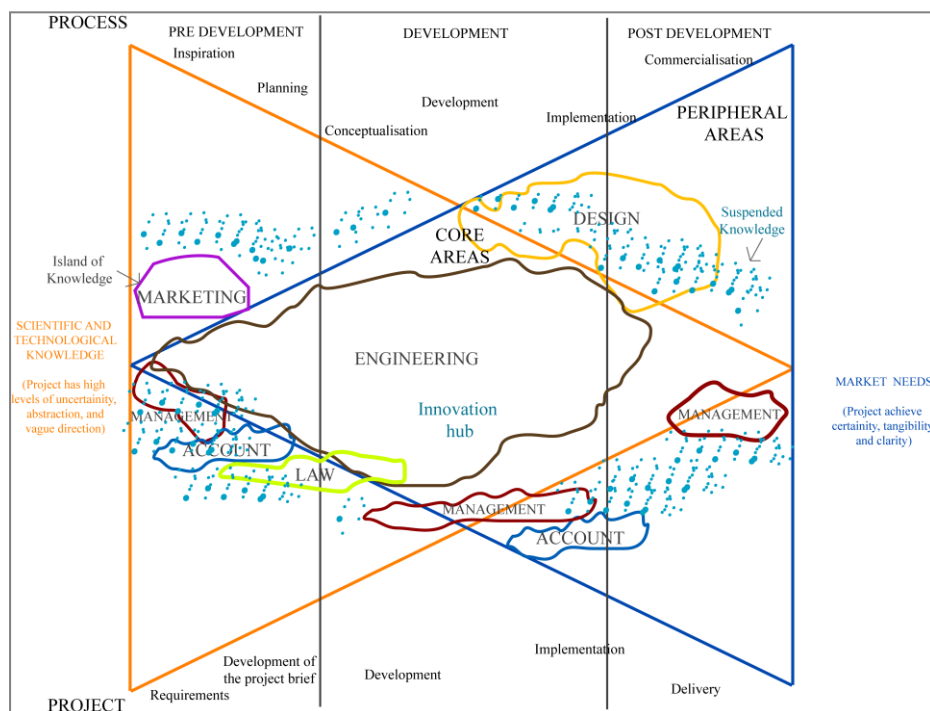 PROCESS
PRE DEVELOPMENT
DEVELOPMENT
POST DEVELOPMENT
Inspiration
Commercialisation
Planning
Development
Conceptualisation
Implementation
PERIPHERAL
AREAS
DESIGN
Suspended
Knowledge
CORE
AREAS
Island of
Knowledge
MARKETING
SCIENTIFIC AND
TECHNOLOGICAL
KNOWLEDGE
(Project has high
levels of uncertainity,
abstraction, and
vague direction)
ENGINEERING
Innovation
hub
MARKET NEEDS
(Project achieve
certainity, tangibility
and clarity)
MANAGEMENT
MANAGEMENT
ACCOUNT
LAW
MANAGEMENT
ACCOUNT
Implementation
Development of
the project brief
Development
Requirements
Delivery
PROJECT